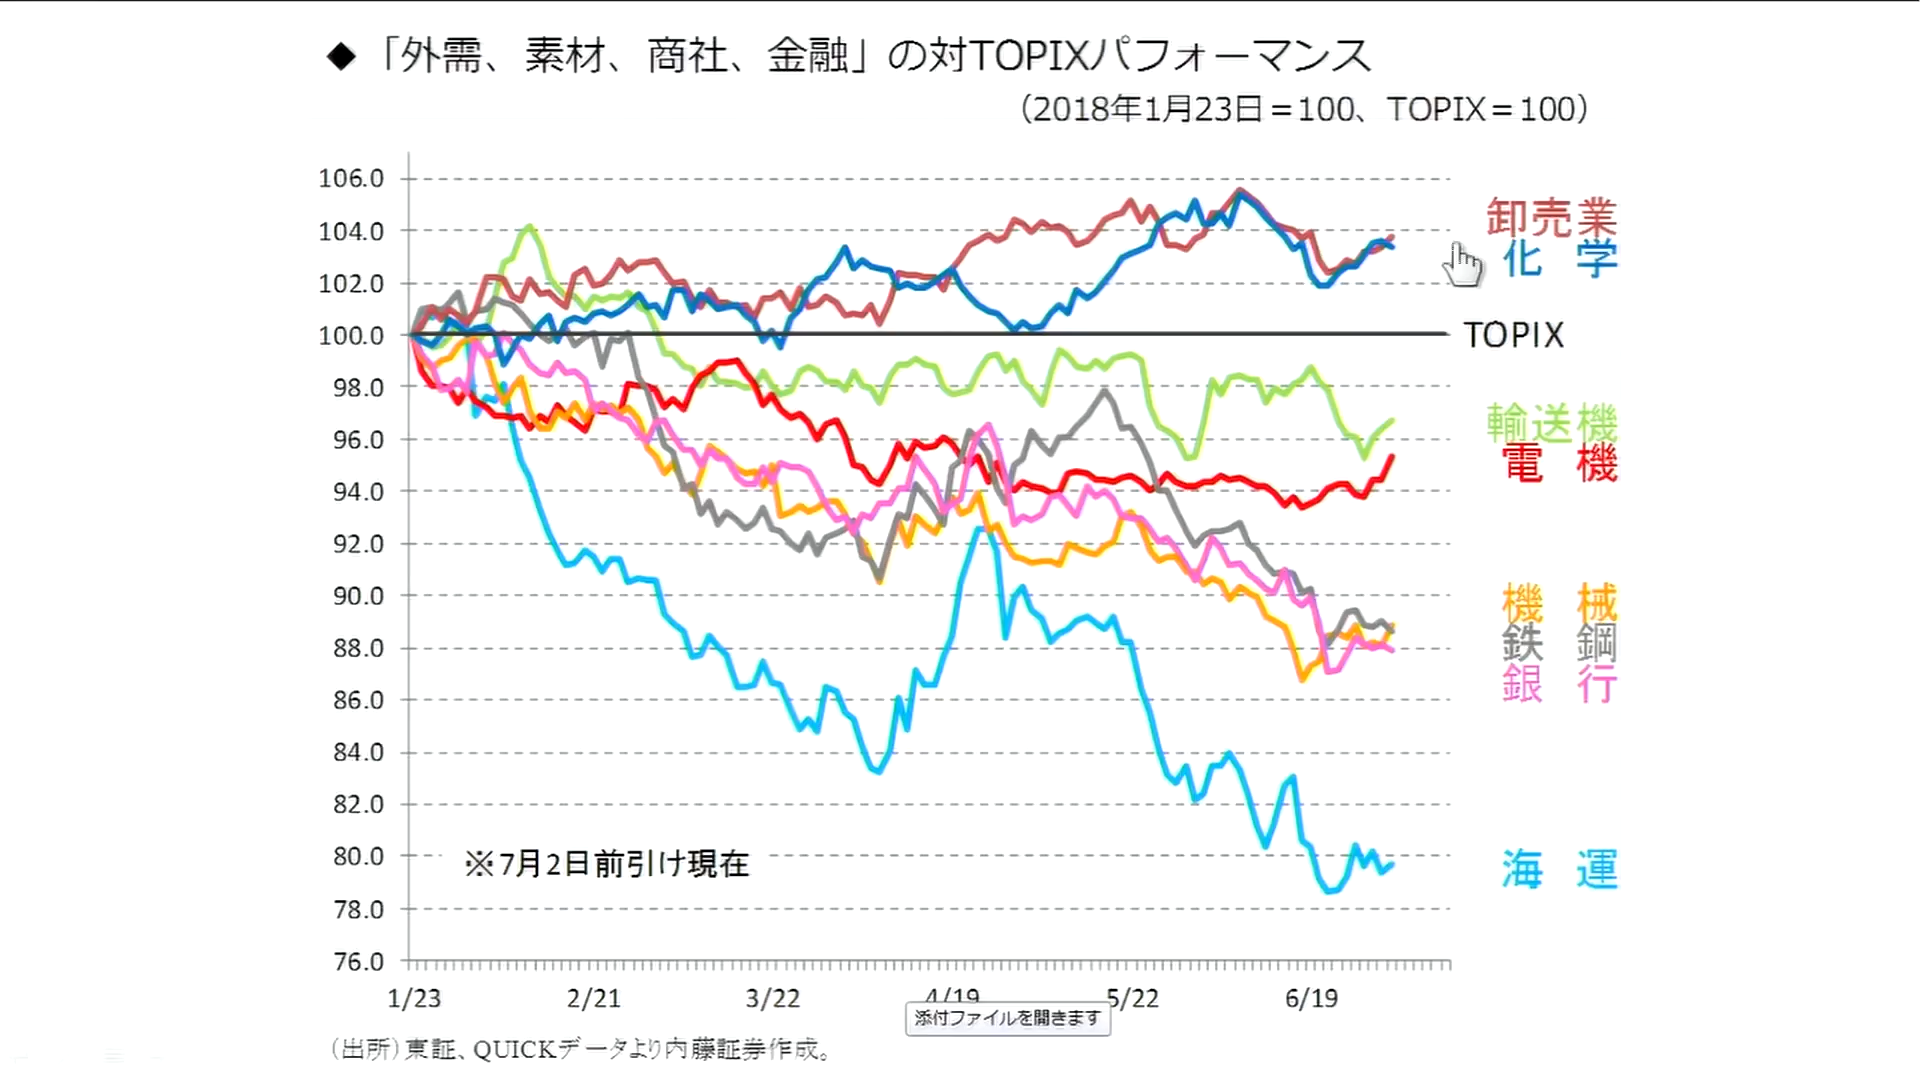 ◆「外需、素材、商社、金融」の対TOPIXパフォーマンス
（2018年1月23日＝100、TOPIX＝100）
106.0
104.0
102.0
100.0
98.0
96.0
94.0
92.0
90.0
88.0
86.0
84.0
82.0
80.0
78.0
76.0
卸売業
化 学
TOPIX
輸送機
電 機
機 械
鉄 鋼
銀 行
海 運
※7月2日前引け現在
1/23 2/21 3/22 4/19 5/22 6/19
添付ファイルを開きます
（出所）東証、QUICKデータより内藤証券作成。